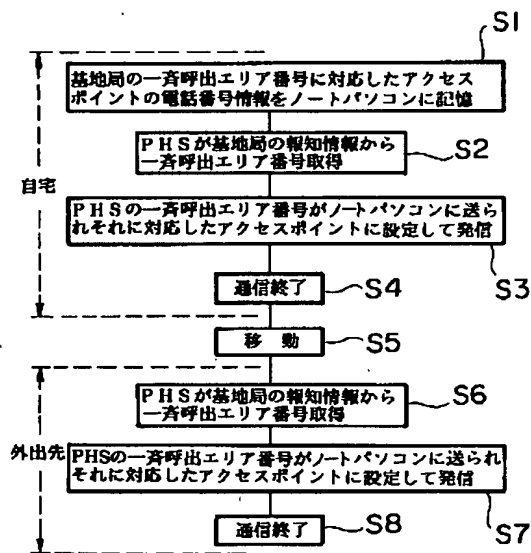 S1
基地局の一斉呼出エリア番号に対応したアクセス
ポイントの電話番号情報をノートパソコンに記憶
PHSが基地局の報知情報から
一斉呼出エリア番号取得
S2
自宅
PHSの一斉呼出エリア番号がノートパソコンに送ら
れそれに対応したアクセスポイントに設定して発信
S3
通信終了
S4
移動
S5
PHSが基地局の報知情報から
一斉呼出エリア番号取得
S6
外出先
PHSの一斉呼出エリア番号がノートパソコンに送られ
それに対応したアクセスポイントに設定して発信
S7
通信終了
S8